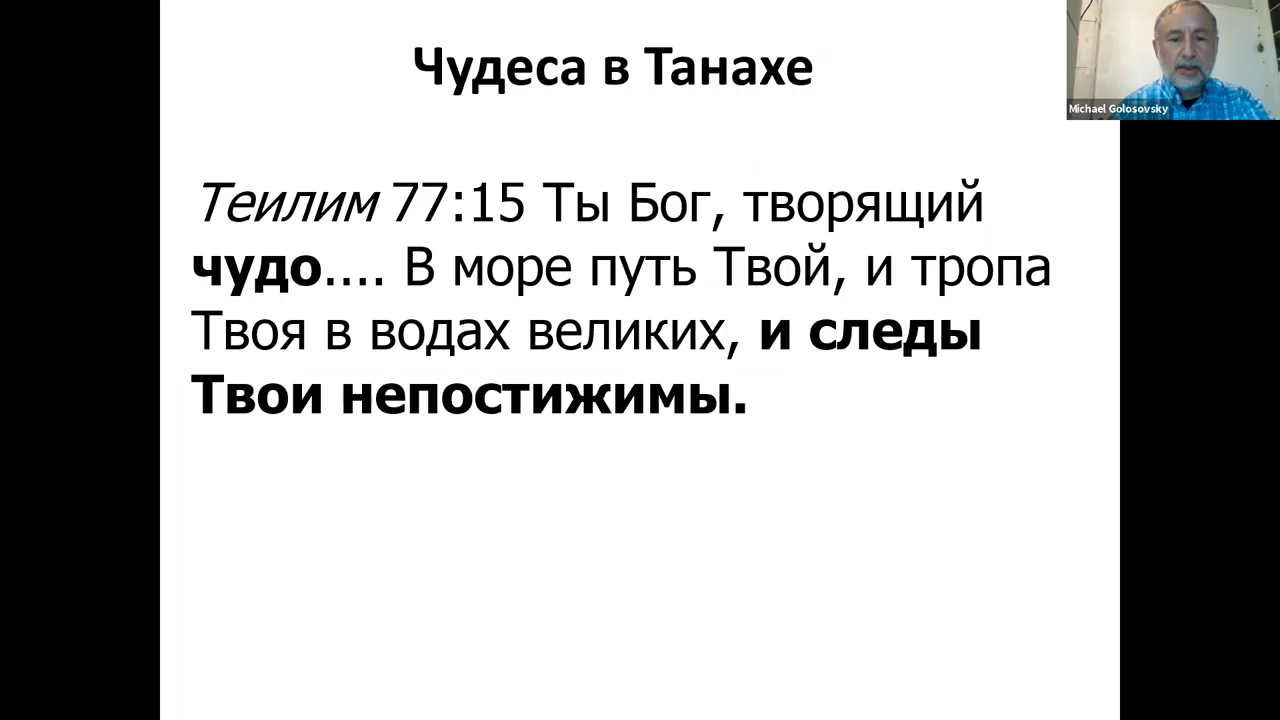 Чудеса в Танахе
Michael Golosovsky
Теилим 77:15 Ты Бог, творящий
чудо.... В море путь Твой, и тропа
Твоя в водах великих, и следы
Твои непостижимы.